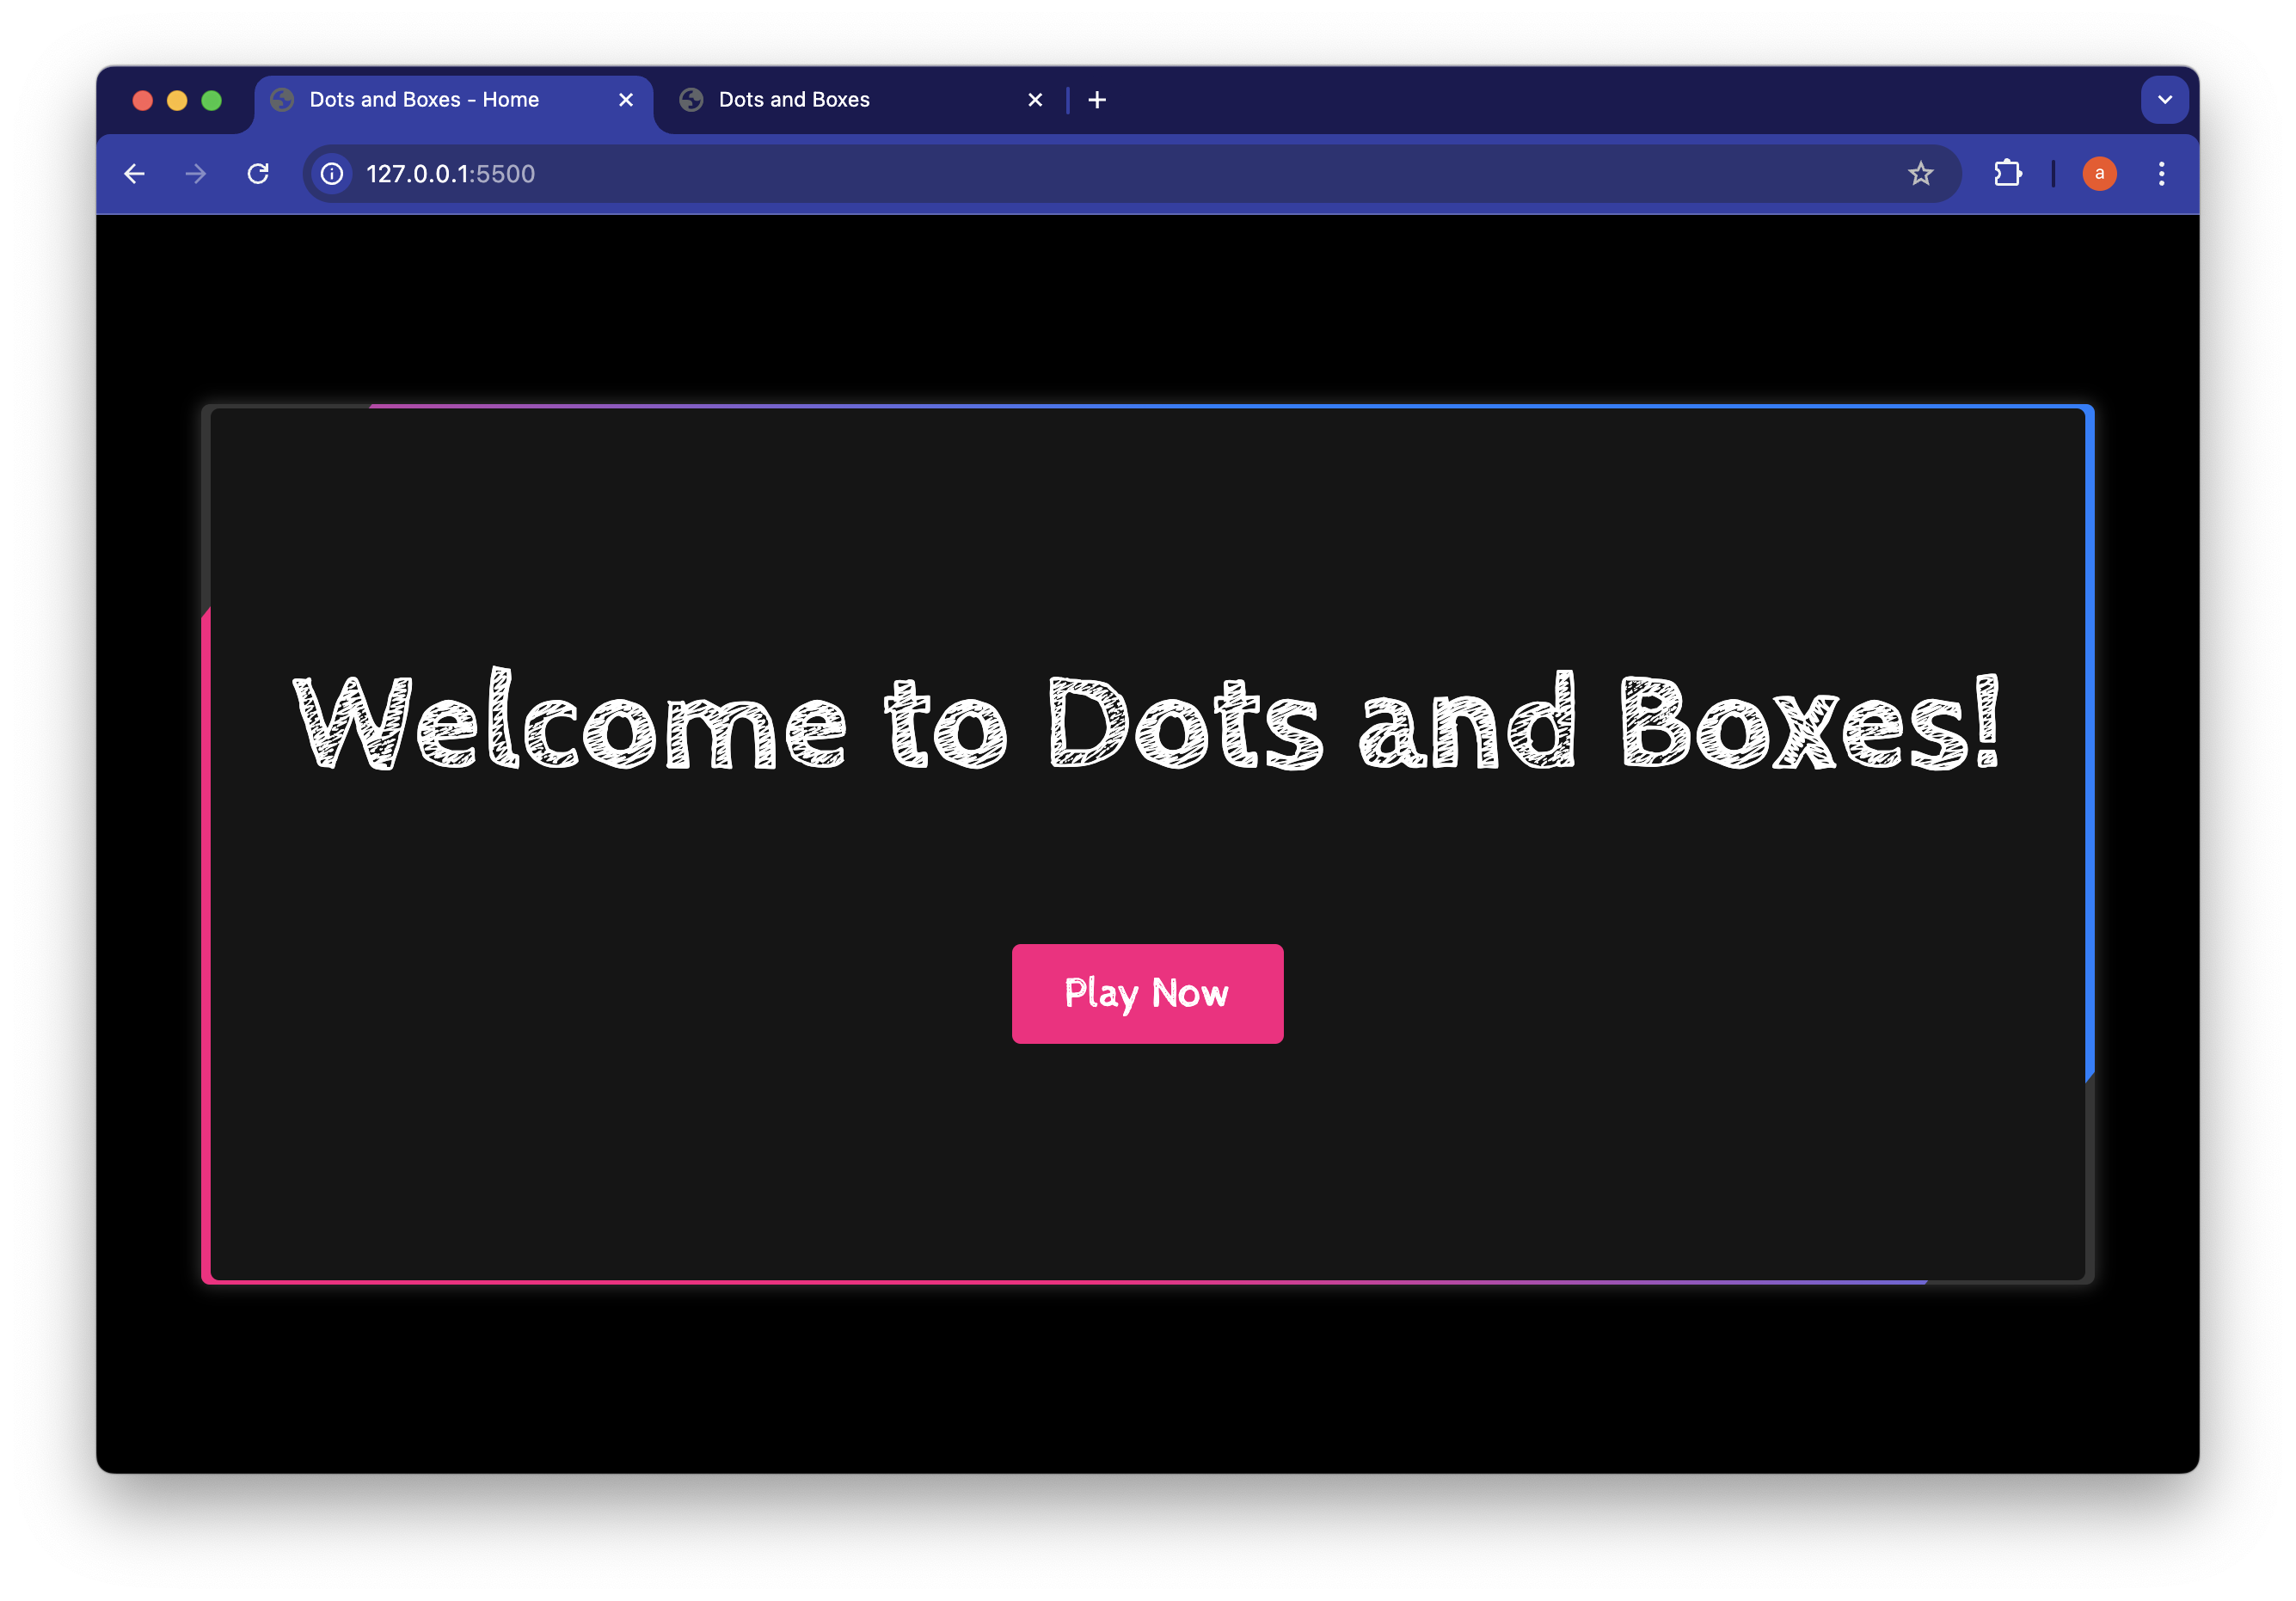 Dots and Boxes - Home
Dots and Boxes
127.0.0.1:5500
a
Welcome to Dots and Boxes!
Play Now